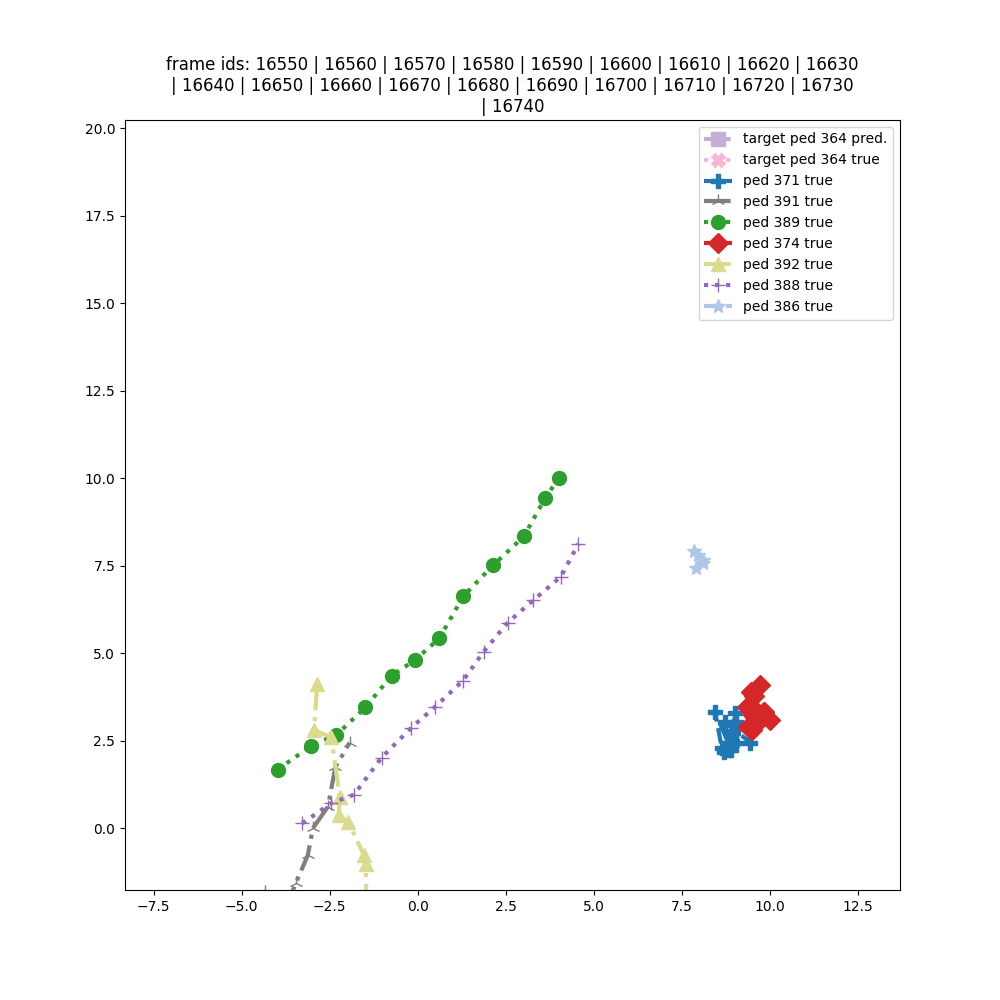 frame ids: 16550 | 16560 | 16570 | 16580 | 16590 | 16600 | 16610 | 16620 | 16630
| 16640 | 16650 | 16660 | 16670 | 16680 | 16690 | 16700 | 16710 | 16720 | 16730
| 16740
target ped 364 pred.
target ped 364 true
ped 371 true
ped 391 true
ped 389 true
ped 374 true
ped 392 true
ped 388 true
ped 386 true
20.0
17.5
15.0
12.5
10.0
7.5
5.0
2.5
0.0
−7.5
−5.0
−2.5
0.0
2.5
5.0
7.5
10.0
12.5